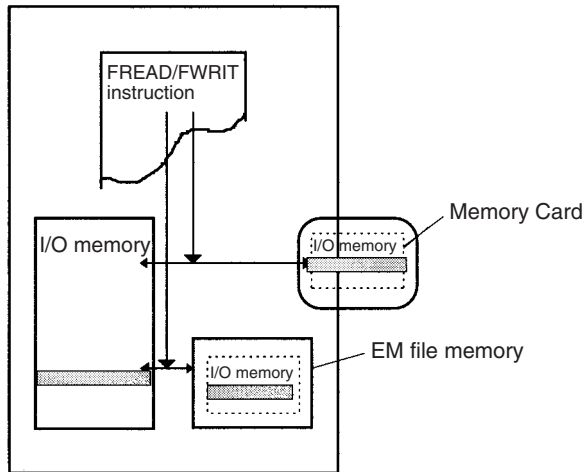 FREAD/FWRIT
instruction
I/O memory
I/O memory
Memory Card
I/O memory
EM file memory